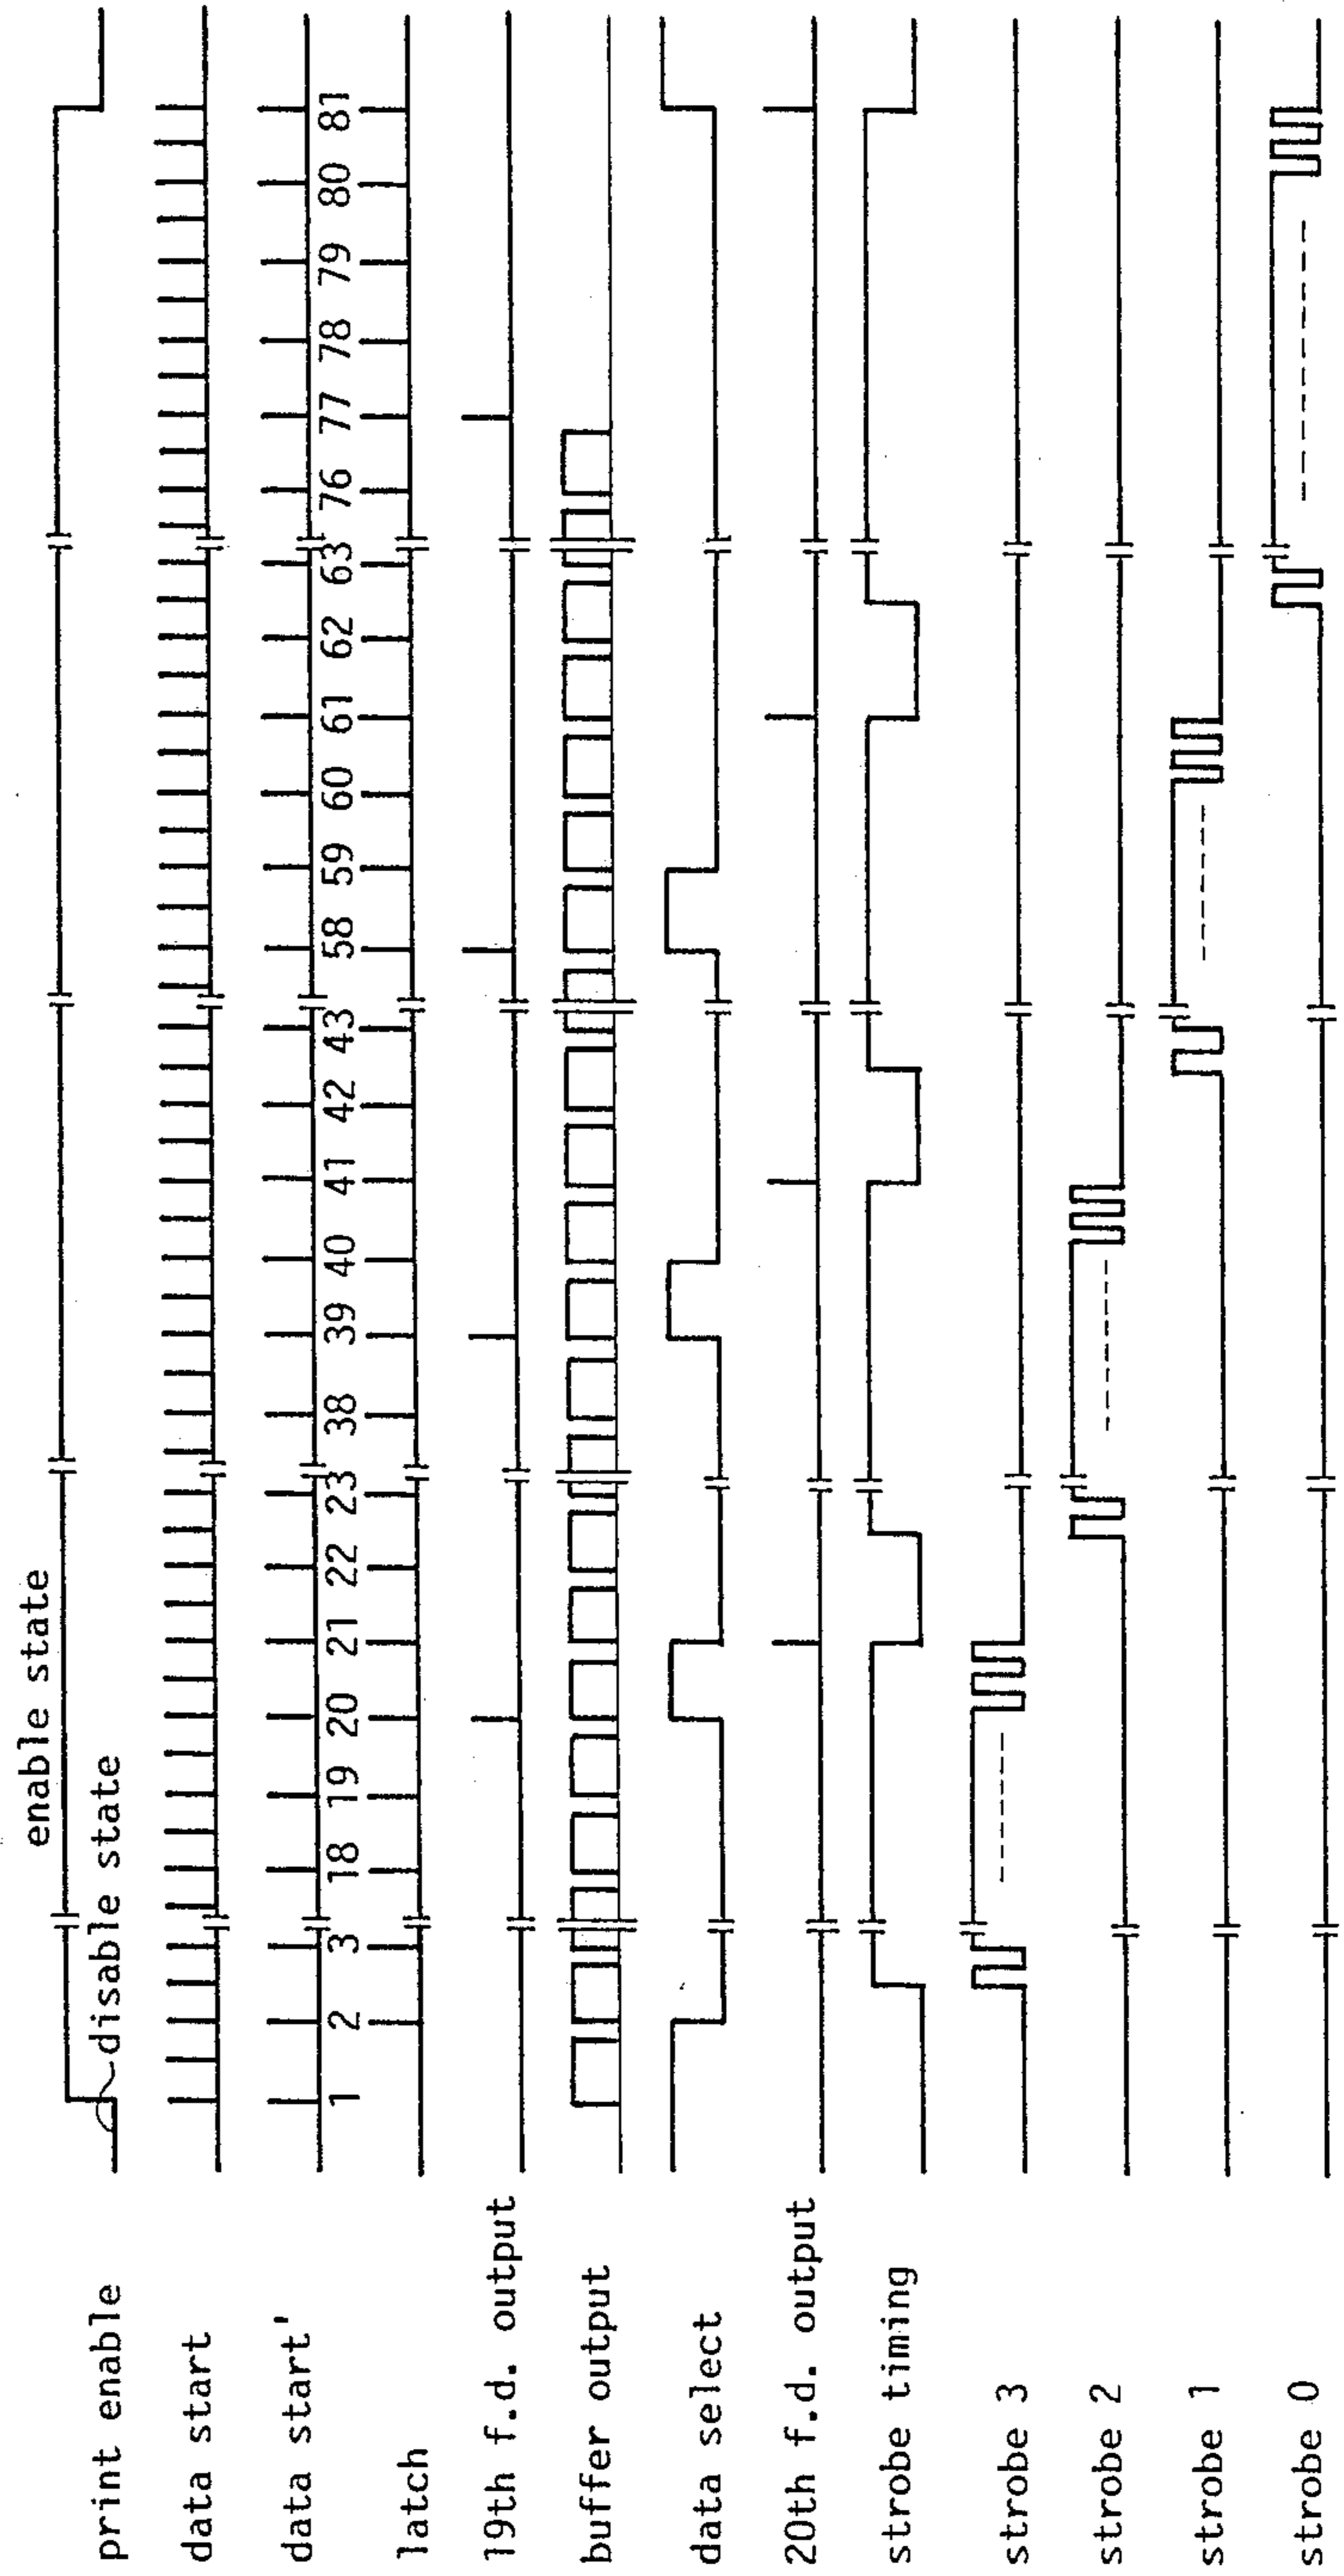 enable state
disable state
print enable
data start
data start'
1 2 3 18 19 20 21 22 23 38 39 40 41 42 43 58 59 60 61 62 63 76 77 78 79 80 81
latch
19th f.d. output
buffer output
data select
20th f.d. output
strobe timing
strobe 3
strobe 2
strobe 1
strobe 0